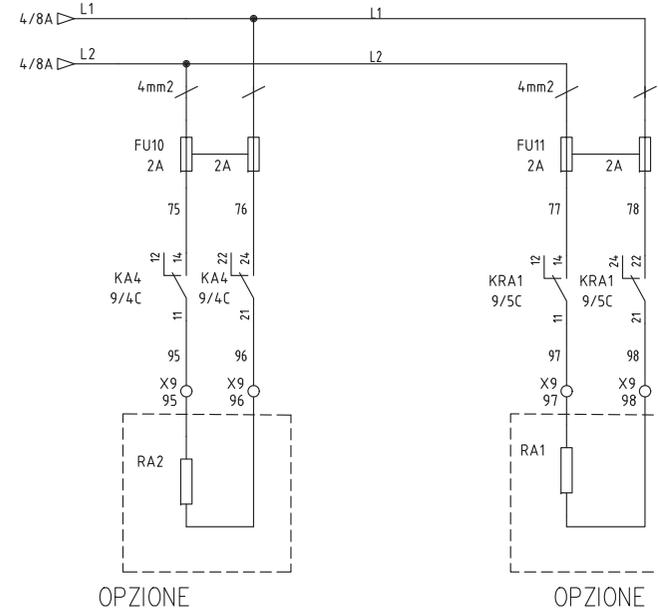 L1
L1
4/8A
L2
L2
4/8A
4mm2
4mm2
FU10
2A
2A
FU11
2A
2A
75
76
77
78
12
14
22
24
12
14
24
22
KA4
9/4C
KA4
9/4C
KRA1
9/5C
KRA1
9/5C
11
21
11
21
95
96
97
98
X9
95
X9
96
X9
97
X9
98
RA2
RA1
OPZIONE
OPZIONE